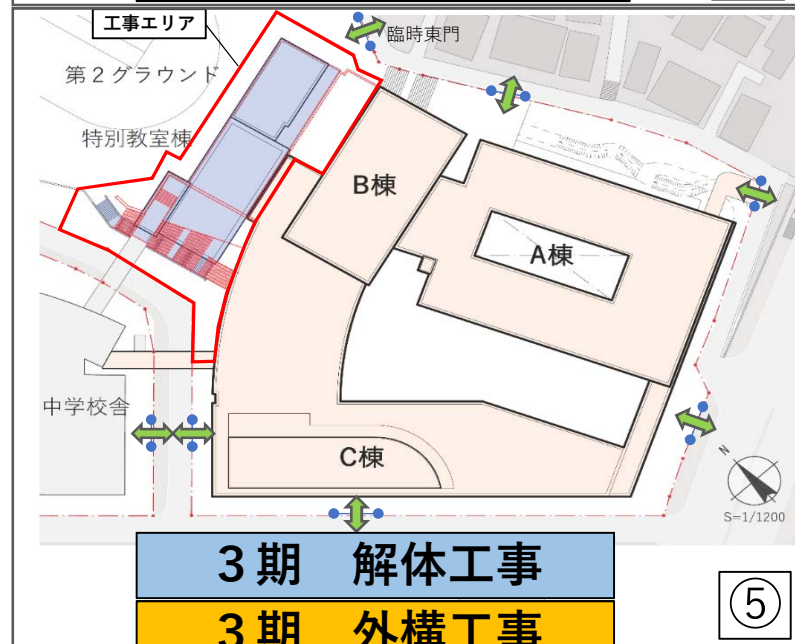 工事エリア
臨時東門
第２グラウンド
特別教室棟
B棟
A棟
中学校舎
C棟
N
S=1/1200
３期　解体工事
３期　外構工事
⑤